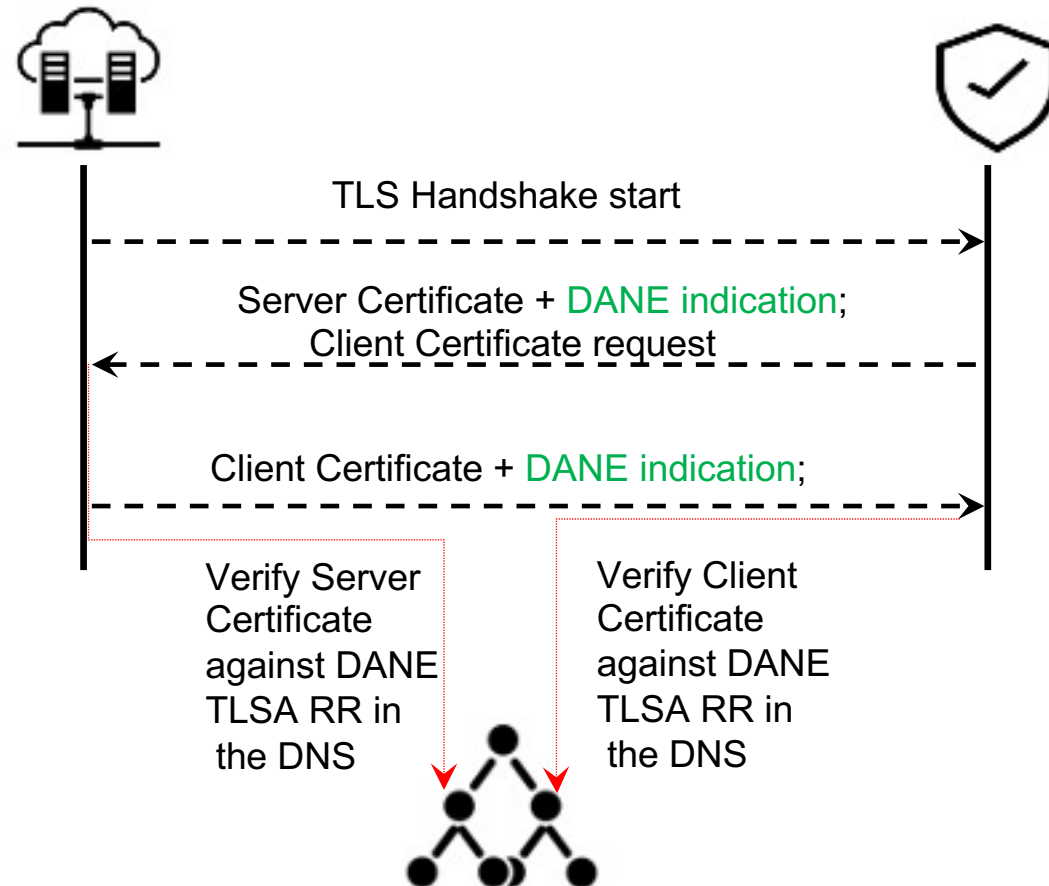 TLS Handshake start
Server Certificate + DANE indication;
Client Certificate request
Client Certificate + DANE indication;
Verify Server
Certificate
against DANE
TLSA RR in
the DNS
Verify Client
Certificate
against DANE
TLSA RR in
the DNS